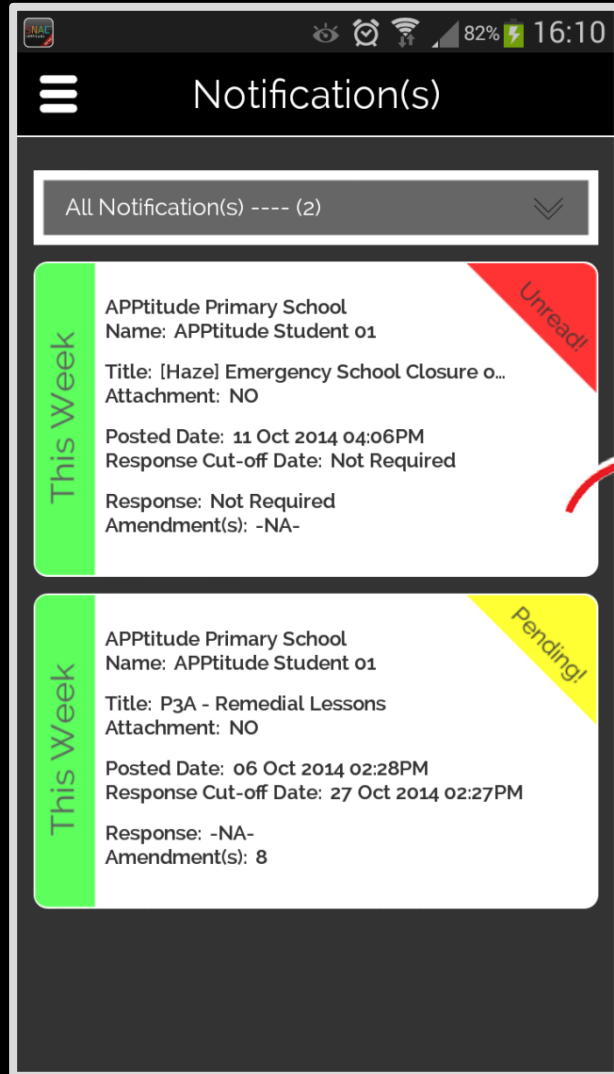 SNAC
82% 16:10
Notification(s)
All Notification(s) ---- (2)
This Week
Unread!
APPtitude Primary School
Name: APPtitude Student 01
Title: [Haze] Emergency School Closure o...
Attachment: NO
Posted Date: 11 Oct 2014 04:06PM
Response Cut-off Date: Not Required
Response: Not Required
Amendment(s): -NA-
This Week
Pending!
APPtitude Primary School
Name: APPtitude Student 01
Title: P3A - Remedial Lessons
Attachment: NO
Posted Date: 06 Oct 2014 02:28PM
Response Cut-off Date: 27 Oct 2014 02:27PM
Response: -NA-
Amendment(s): 8